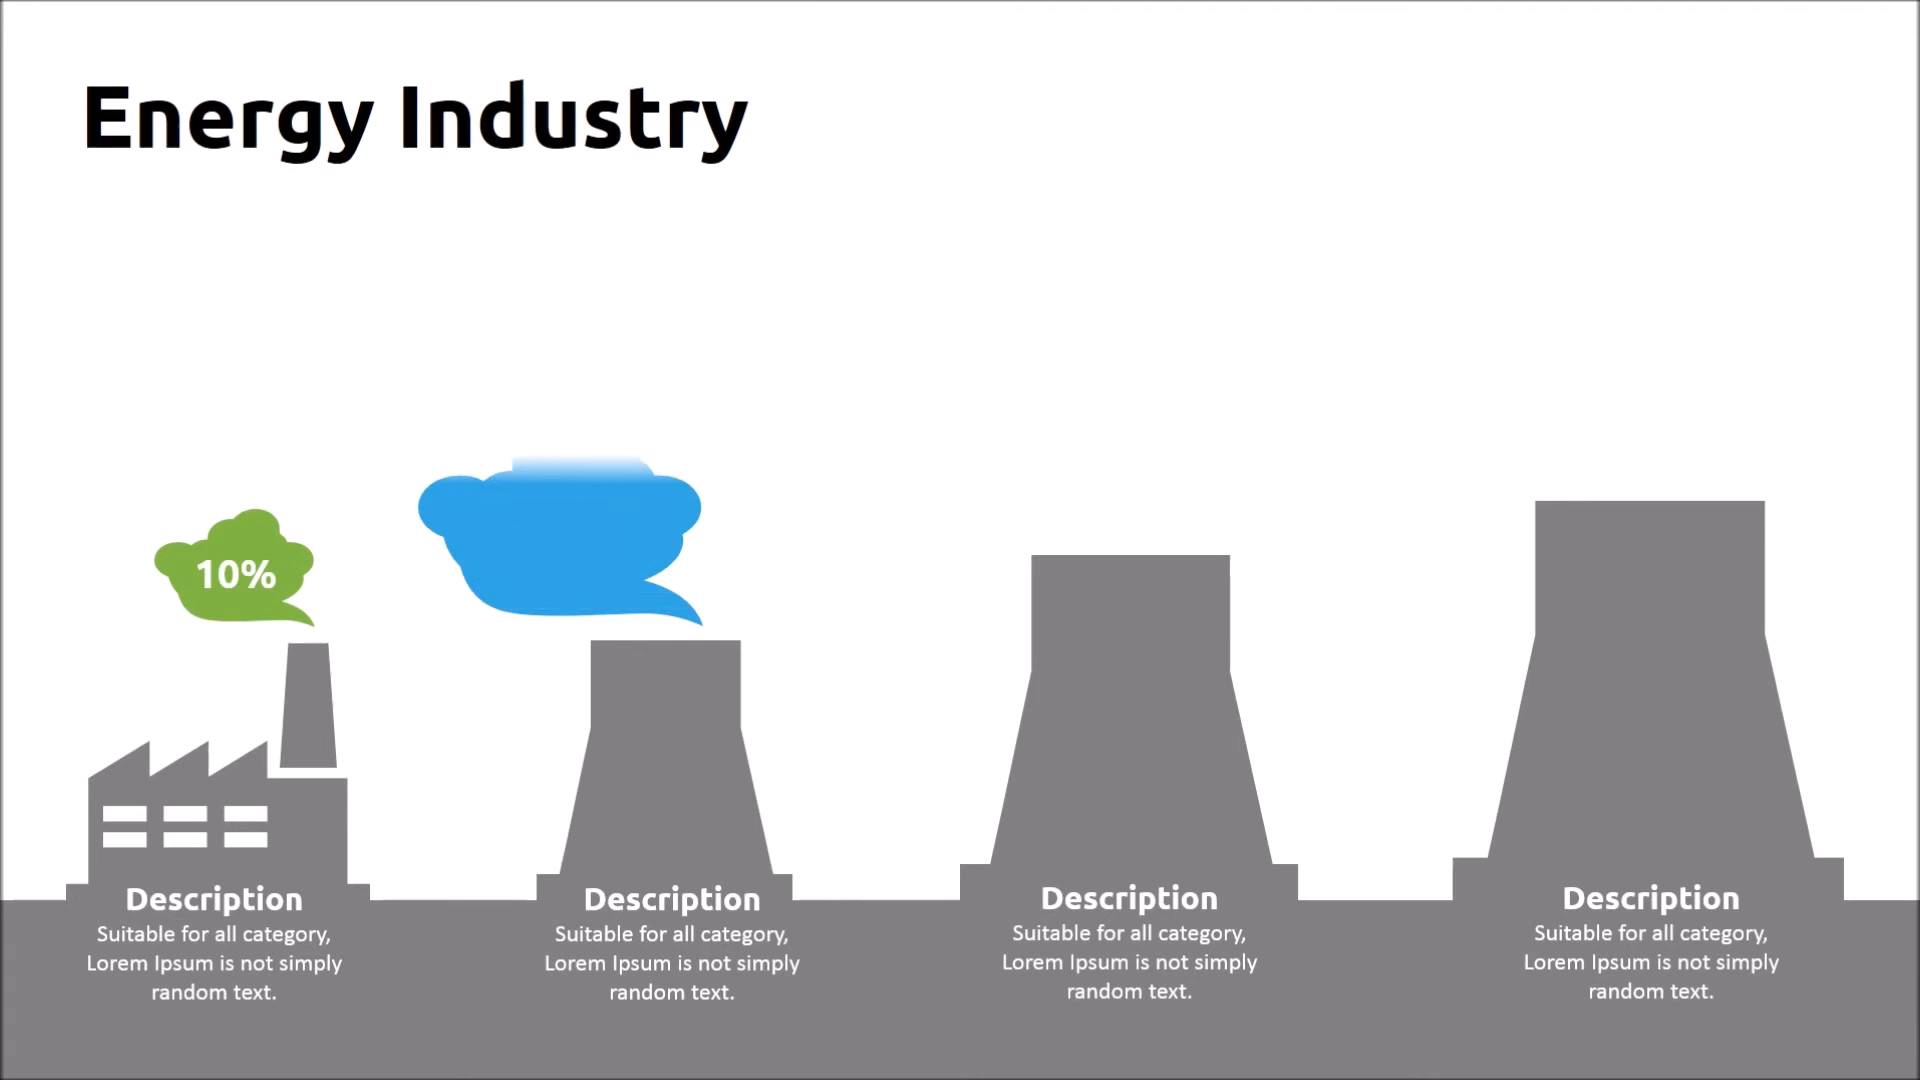 Energy Industry
10%
Description
Suitable for all category,
Lorem Ipsum is not simply
random text.
Description
Suitable for all category,
Lorem Ipsum is not simply
random text.
Description
Suitable for all category,
Lorem Ipsum is not simply
random text.
Description
Suitable for all category,
Lorem Ipsum is not simply
random text.